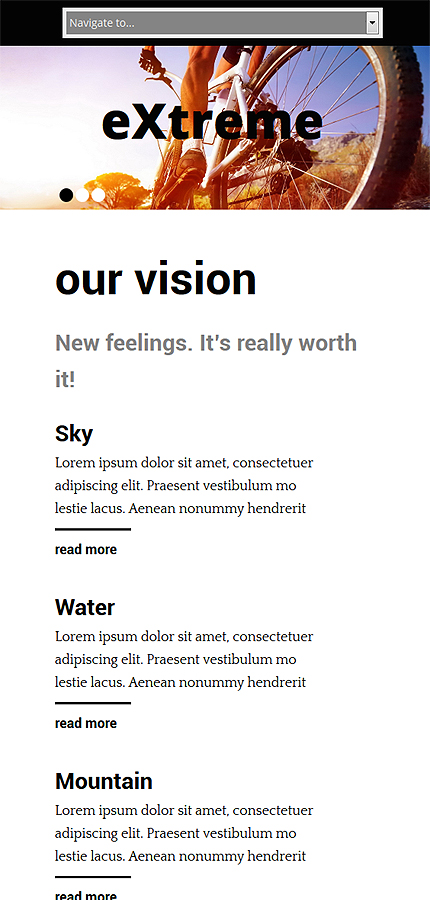 Navigate to...
eXtreme
our vision
New feelings. It's really worth
it!
Sky
Lorem ipsum dolor sit amet, consectetuer
adipiscing elit. Praesent vestibulum mo
lestie lacus. Aenean nonummy hendrerit
read more
Water
Lorem ipsum dolor sit amet, consectetuer
adipiscing elit. Praesent vestibulum mo
lestie lacus. Aenean nonummy hendrerit
read more
Mountain
Lorem ipsum dolor sit amet, consectetuer
adipiscing elit. Praesent vestibulum mo
lestie lacus. Aenean nonummy hendrerit
read more